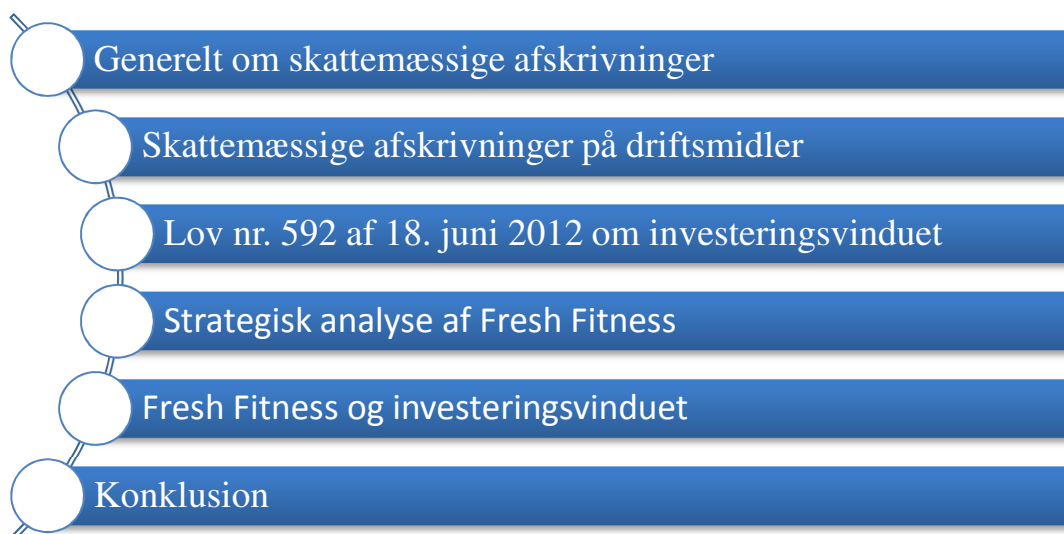 Generelt om skattemæssige afskrivninger
Skattemæssige afskrivninger på driftsmidler
Lov nr. 592 af 18. juni 2012 om investeringsvinduet
Strategisk analyse af Fresh Fitness
Fresh Fitness og investeringsvinduet
Konklusion